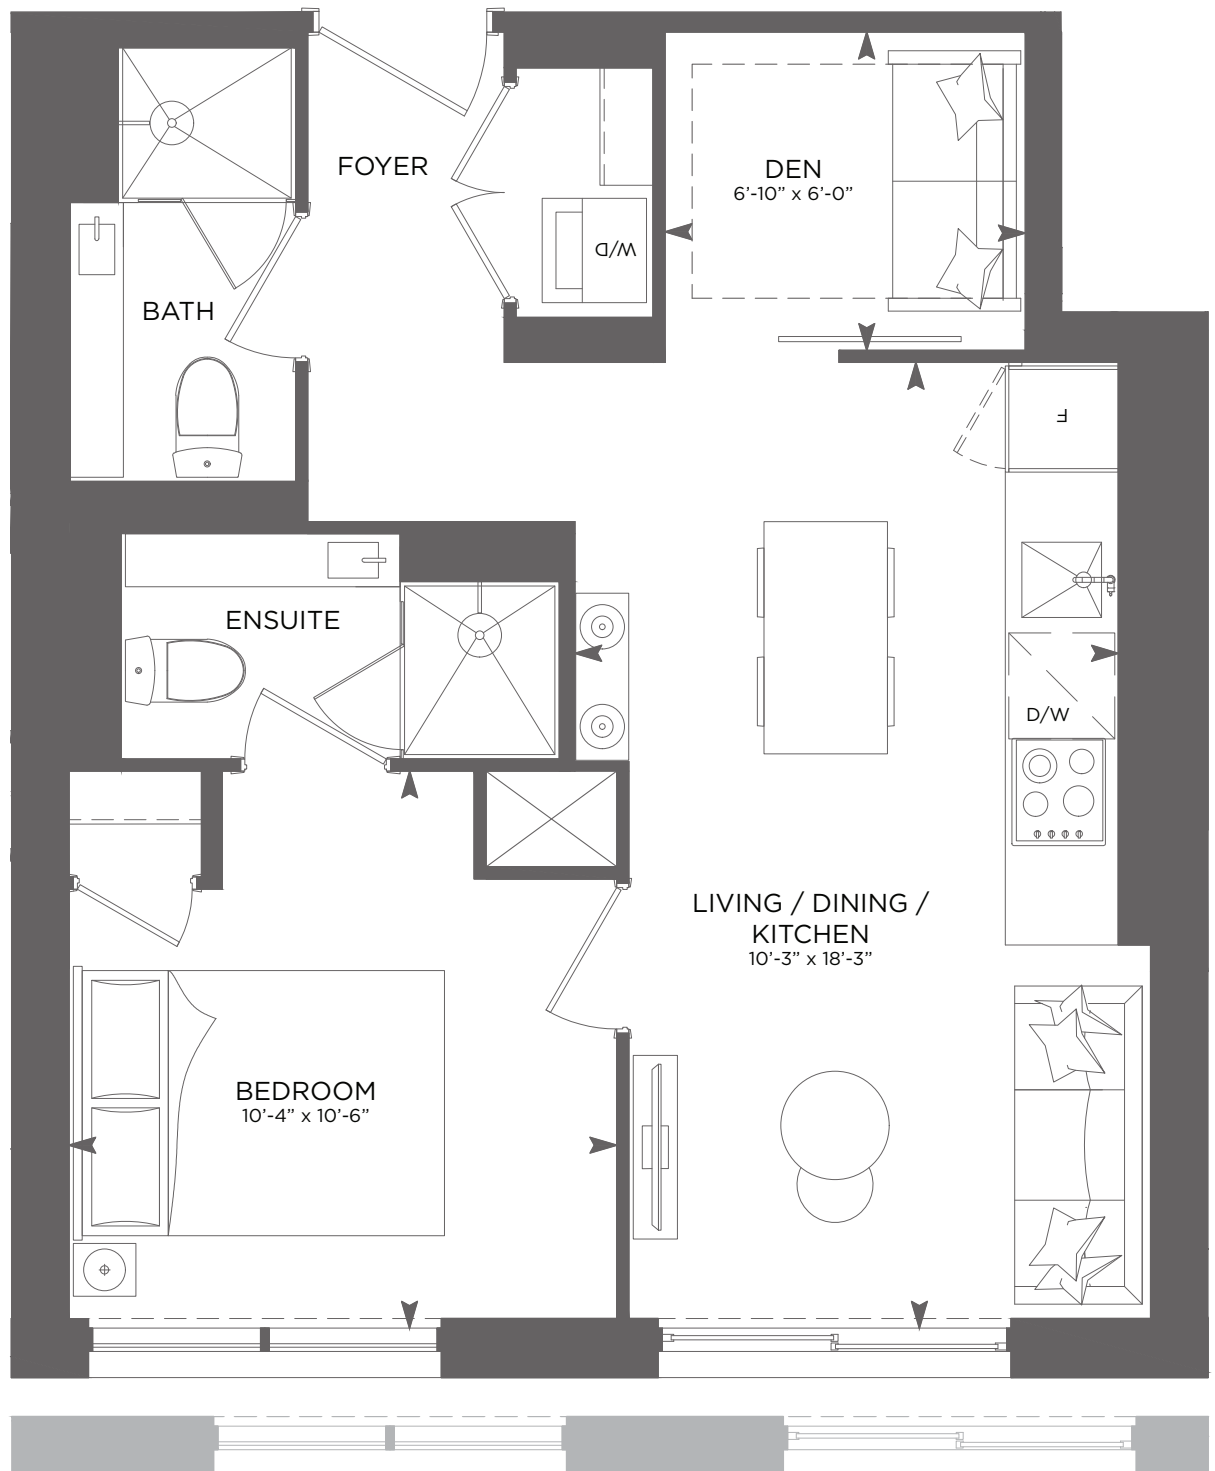 FOYER
DEN
6'-10” x 6'-0”
W/D
BATH
F
ENSUITE
D/W
LIVING / DINING /
KITCHEN
10'-3” x 18'-3”
BEDROOM
10'-4” x 10'-6”